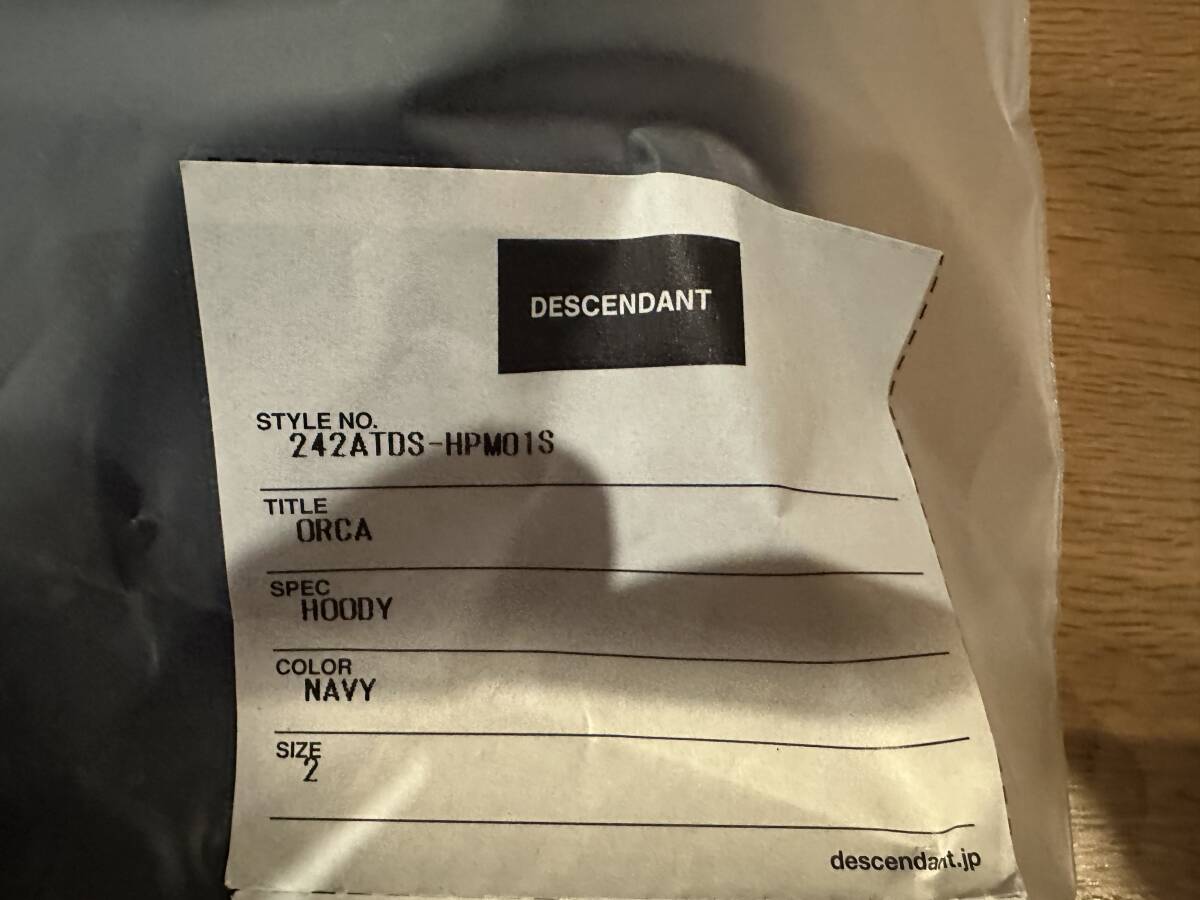 DESCENDANT
STYLE NO.
242ATDS-HPM01S
TITLE
ORCA
SPEC
HOODY
COLOR
NAVY
SIZE
2
descendant.jp